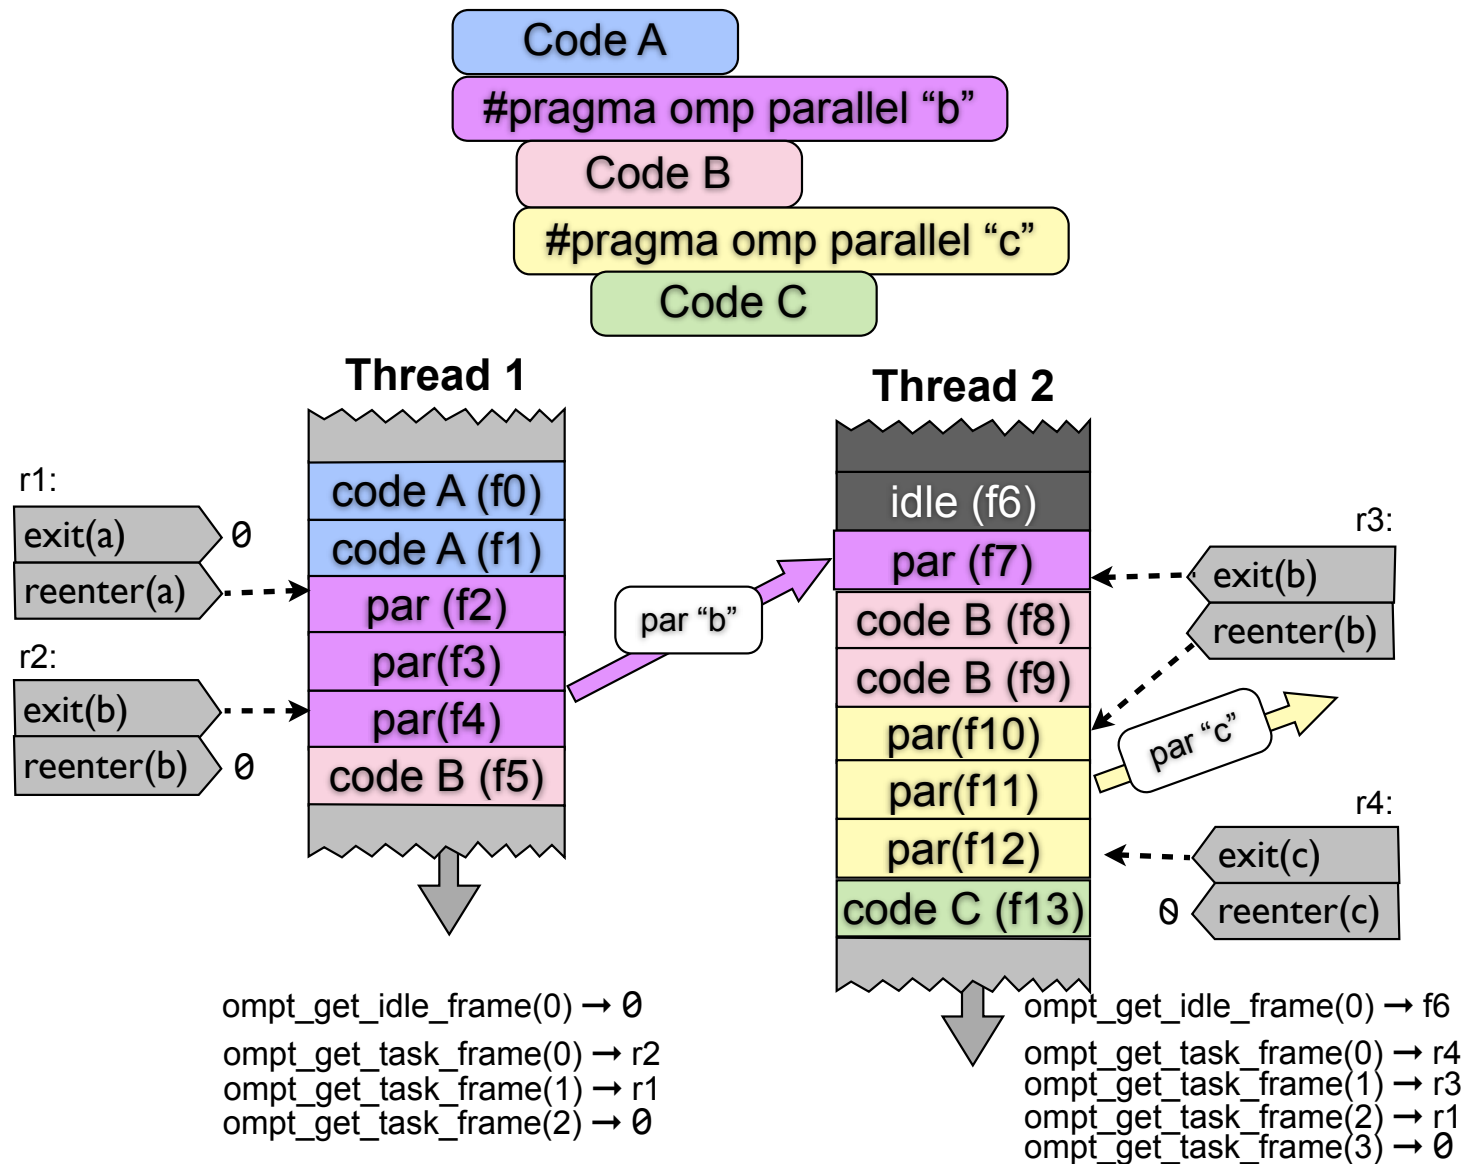 Code A
#pragma omp parallel “b”
Code B
#pragma omp parallel “c”
Code C
Thread 1
code A (f0)
code A (f1)
par (f2)
par(f3)
par(f4)
code B (f5)
r1:
exit(a) 0
reenter(a)
r2:
exit(b)
reenter(b) 0
par “b”
Thread 2
idle (f6)
par (f7)
code B (f8)
code B (f9)
par(f10)
par(f11)
par(f12)
code C (f13)
r3:
exit(b)
reenter(b)
par “c”
r4:
exit(c)
0 reenter(c)
ompt_get_idle_frame(0) → 0
ompt_get_task_frame(0) → r2
ompt_get_task_frame(1) → r1
ompt_get_task_frame(2) → 0
ompt_get_idle_frame(0) → f6
ompt_get_task_frame(0) → r4
ompt_get_task_frame(1) → r3
ompt_get_task_frame(2) → r1
ompt_get_task_frame(3) → 0